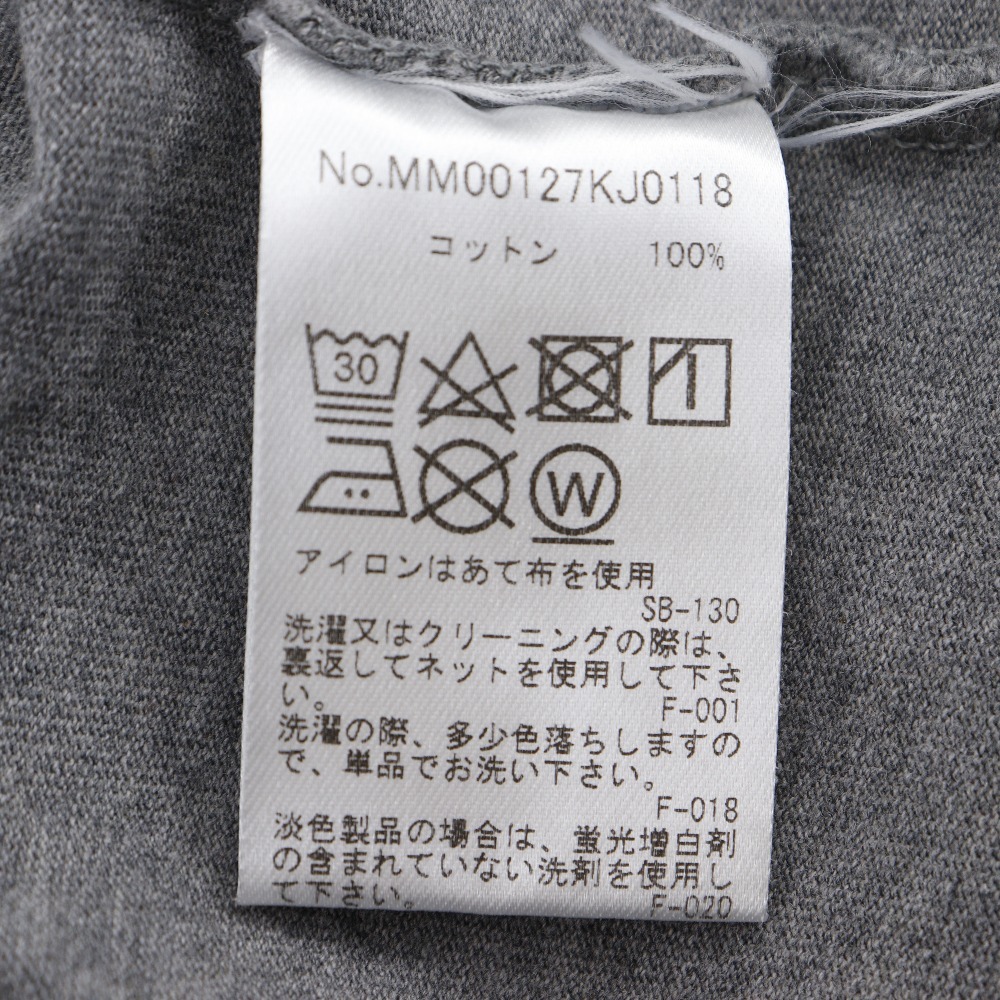 No.MM00127KJ0118
コットン 100%
30
W
アイロンはあて布を使用
SB-130
洗濯又はクリーニングの際は、
裏返してネットを使用して下さ
い。
F-001
洗濯の際、多少色落ちしますの
で、単品でお洗い下さい。
F-018
淡色製品の場合は、蛍光増白剤
の含まれていない洗剤を使用し
て下さい。
F-020